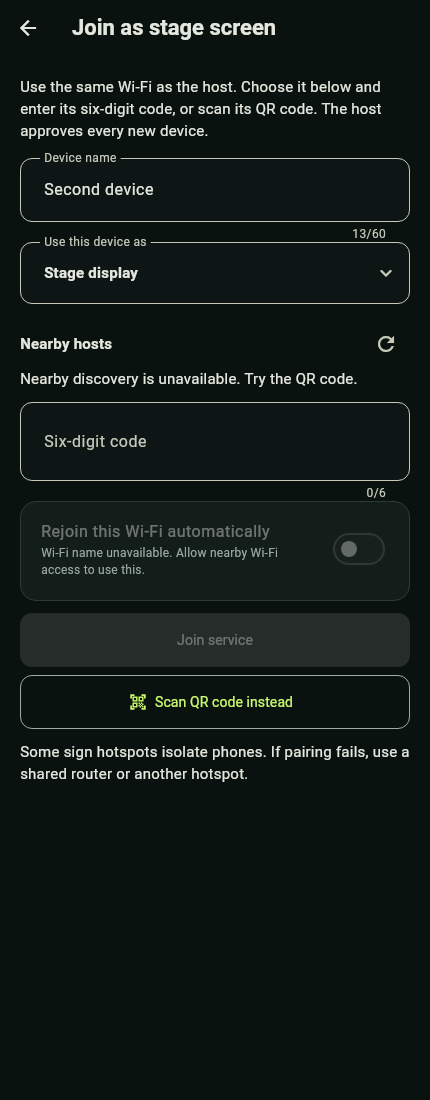 Join as stage screen
Use the same Wi-Fi as the host. Choose it below and
enter its six-digit code, or scan its QR code. The host
approves every new device.
Device name
Second device
13/60
Use this device as
Stage display
Nearby hosts
Nearby discovery is unavailable. Try the QR code.
Six-digit code
0/6
Rejoin this Wi-Fi automatically
Wi-Fi name unavailable. Allow nearby Wi-Fi
access to use this.
Join service
Scan QR code instead
Some sign hotspots isolate phones. If pairing fails, use a
shared router or another hotspot.